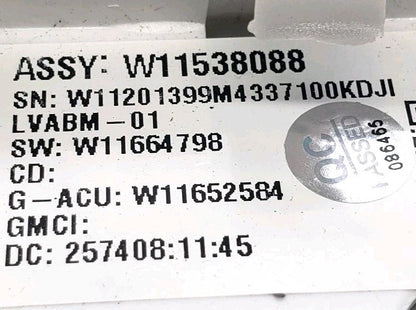 ASSY: W11538088
SN: W11201399M4337100KDJI
LVABM-01
SW: W11664798
CD:
G-ACU: W11652584
GMCI:
DC: 257408:11:45
QC
PASSED
086465